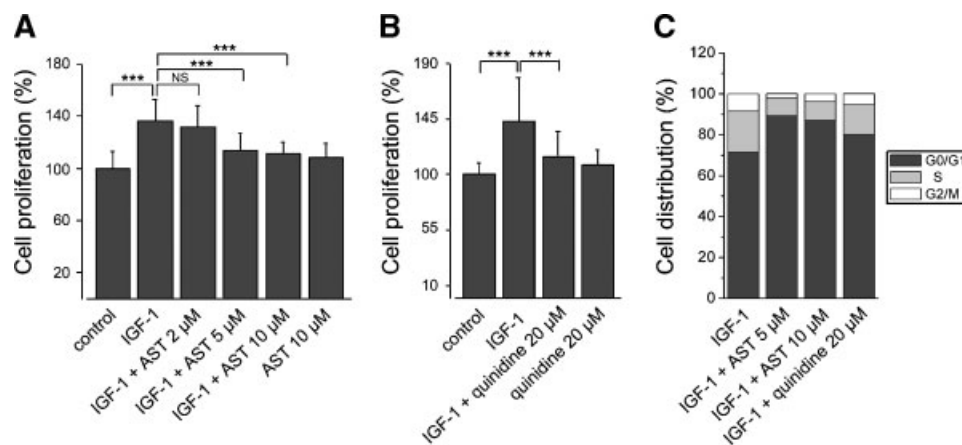 A
Cell proliferation (%)
180
140
100
60
20
***
***
***
NS
control
IGF-1
IGF-1 + AST 2 µM
IGF-1 + AST 5 µM
IGF-1 + AST 10 µM
AST 10 µM
B
Cell proliferation (%)
190
145
100
55
10
***
***
control
IGF-1
IGF-1 + quinidine 20 µM
quinidine 20 µM
C
Cell distribution (%)
120
100
80
60
40
20
0
IGF-1
IGF-1 + AST 5 µM
IGF-1 + AST 10 µM
IGF-1 + quinidine 20 µM
G0/G1
S
G2/M